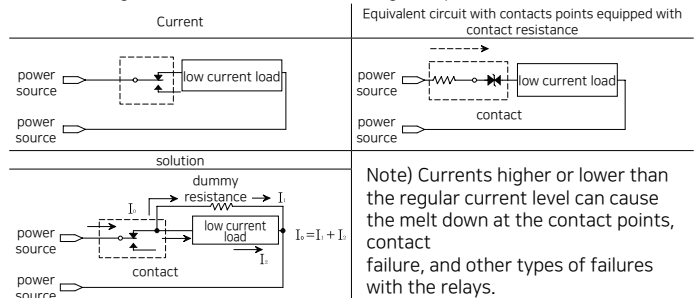 Current
Equivalent circuit with contacts points equipped with
contact resistance
power
source
low current load
power
source
power
source
low current load
contact
power
source
solution
dummy
resistance
I₀
I₁
power
source
low current
load
I₀=I₁+I₂
I₂
contact
power
source
Note) Currents higher or lower than
the regular current level can cause
the melt down at the contact points,
contact
failure, and other types of failures
with the relays.